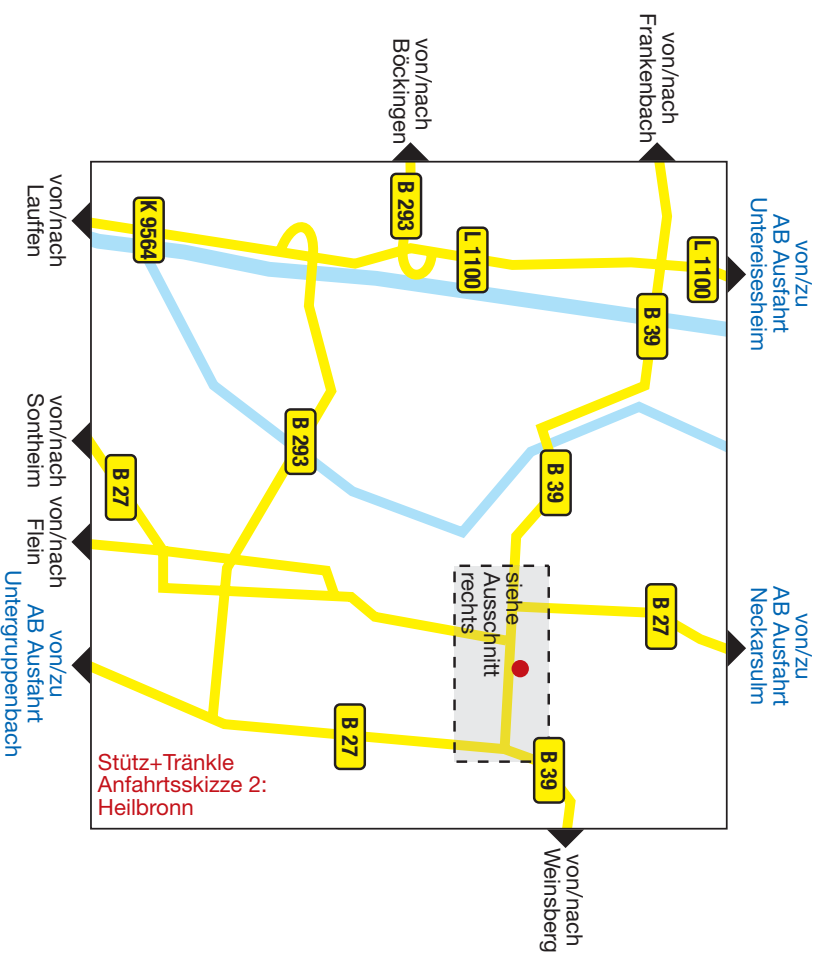 von/nach
Frankenbach
von/nach
Böckingen
von/zu
AB Ausfahrt
Untereisesheim
von/nach
Lauffen
K 9564
B 293
L 1100
L 1100
B 39
B 293
B 39
von/nach
Sontheim
B 27
von/nach
Flein
von/zu
AB Ausfahrt
Untergruppenbach
siehe
Ausschnitt
rechts
B 27
von/zu
AB Ausfahrt
Neckarsulm
B 27
B 39
von/nach
Weinsberg
Stütz+Tränkle
Anfahrtsskizze 2:
Heilbronn